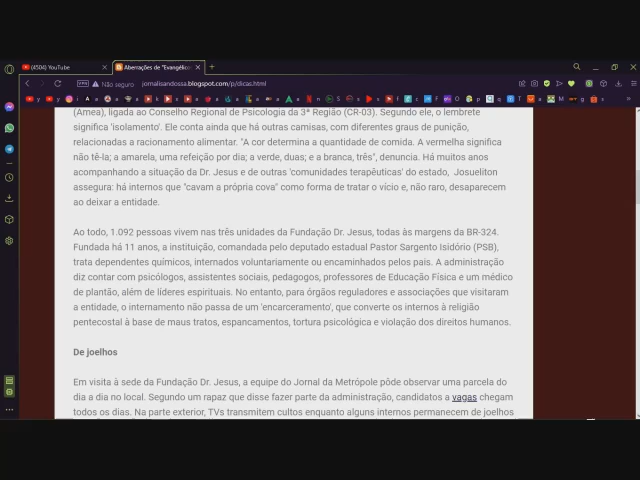 (4504) YouTube
Aberrações de "Evangélico
VPN
Não seguro
jornalisandossa.blogspot.com/p/dicas.html
(Amea), ligada ao Conselho Regional de Psicologia da 3ª Região (CR-03). Segundo ele, o lembrete
significa 'isolamento'. Ele conta ainda que há outras camisas, com diferentes graus de punição,
relacionadas a racionamento alimentar. "A cor determina a quantidade de comida. A vermelha significa
não tê-la; a amarela, uma refeição por dia; a verde, duas; e a branca, três", denuncia. Há muitos anos
acompanhando a situação da Dr. Jesus e de outras 'comunidades terapêuticas' do estado, Josueliton
assegura: há internos que "cavam a própria cova" como forma de tratar o vício e, não raro, desaparecem
ao deixar a entidade.
Ao todo, 1.092 pessoas vivem nas três unidades da Fundação Dr. Jesus, todas às margens da BR-324.
Fundada há 11 anos, a instituição, comandada pelo deputado estadual Pastor Sargento Isidório (PSB),
trata dependentes químicos, internados voluntariamente ou encaminhados pelos pais. A administração
diz contar com psicólogos, assistentes sociais, pedagogos, professores de Educação Física e um médico
de plantão, além de líderes espirituais. No entanto, para órgãos reguladores e associações que visitaram
a entidade, o internamento não passa de um 'encarceramento', que converte os internos à religião
pentecostal à base de maus tratos, espancamentos, tortura psicológica e violação dos direitos humanos.
De joelhos
Em visita à sede da Fundação Dr. Jesus, a equipe do Jornal da Metrópole pôde observar uma parcela do
dia a dia no local. Segundo um rapaz que disse fazer parte da administração, candidatos a vagas chegam
todos os dias. Na parte exterior, TVs transmitem cultos enquanto alguns internos permanecem de joelhos